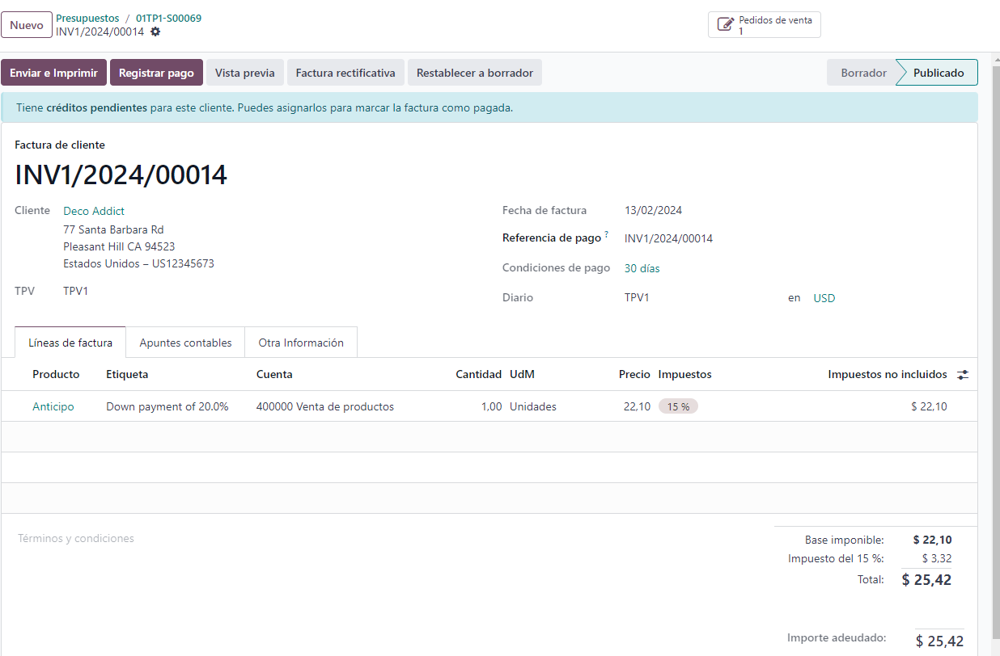 Nuevo
Presupuestos / 01TP1-S00069
INV1/2024/00014
Pedidos de venta
1
Enviar e Imprimir Registrar pago Vista previa Factura rectificativa Restablecer a borrador Borrador Publicado
Tiene créditos pendientes para este cliente. Puedes asignarlos para marcar la factura como pagada.
Factura de cliente
INV1/2024/00014
Cliente Deco Addict
77 Santa Barbara Rd
Pleasant Hill CA 94523
Estados Unidos – US12345673
TPV TPV1
Fecha de factura 13/02/2024
Referencia de pago ? INV1/2024/00014
Condiciones de pago 30 días
Diario TPV1 en USD
Líneas de factura Apuntes contables Otra Información
Producto Etiqueta Cuenta Cantidad UdM Precio Impuestos Impuestos no incluidos
Anticipo Down payment of 20.0% 400000 Venta de productos 1,00 Unidades 22,10 15 % $ 22,10
Términos y condiciones
Base imponible: $ 22,10
Impuesto del 15 %: $ 3,32
Total: $ 25,42
Importe adeudado: $ 25,42